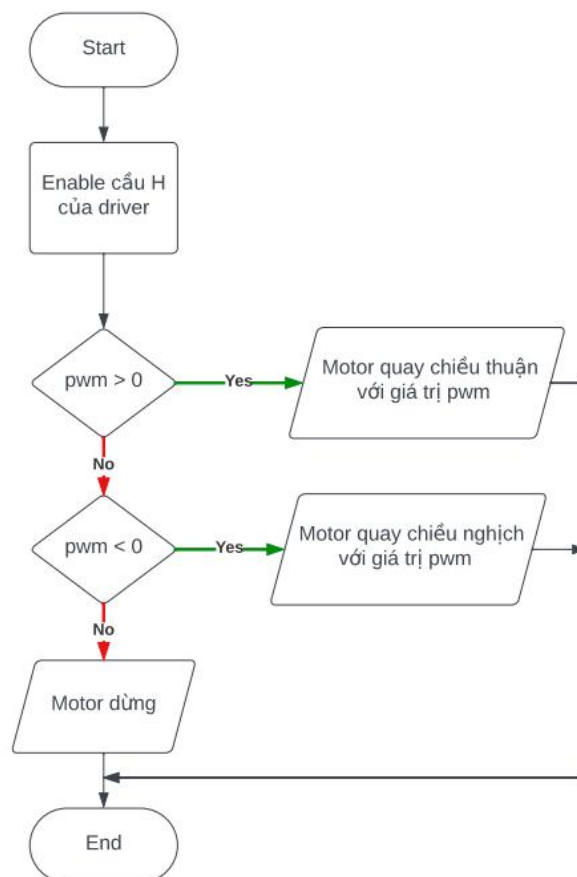 Start
Enable cầu H
của driver
pwm > 0
Yes
Motor quay chiều thuận
với giá trị pwm
No
pwm < 0
Yes
Motor quay chiều nghịch
với giá trị pwm
No
Motor dừng
End